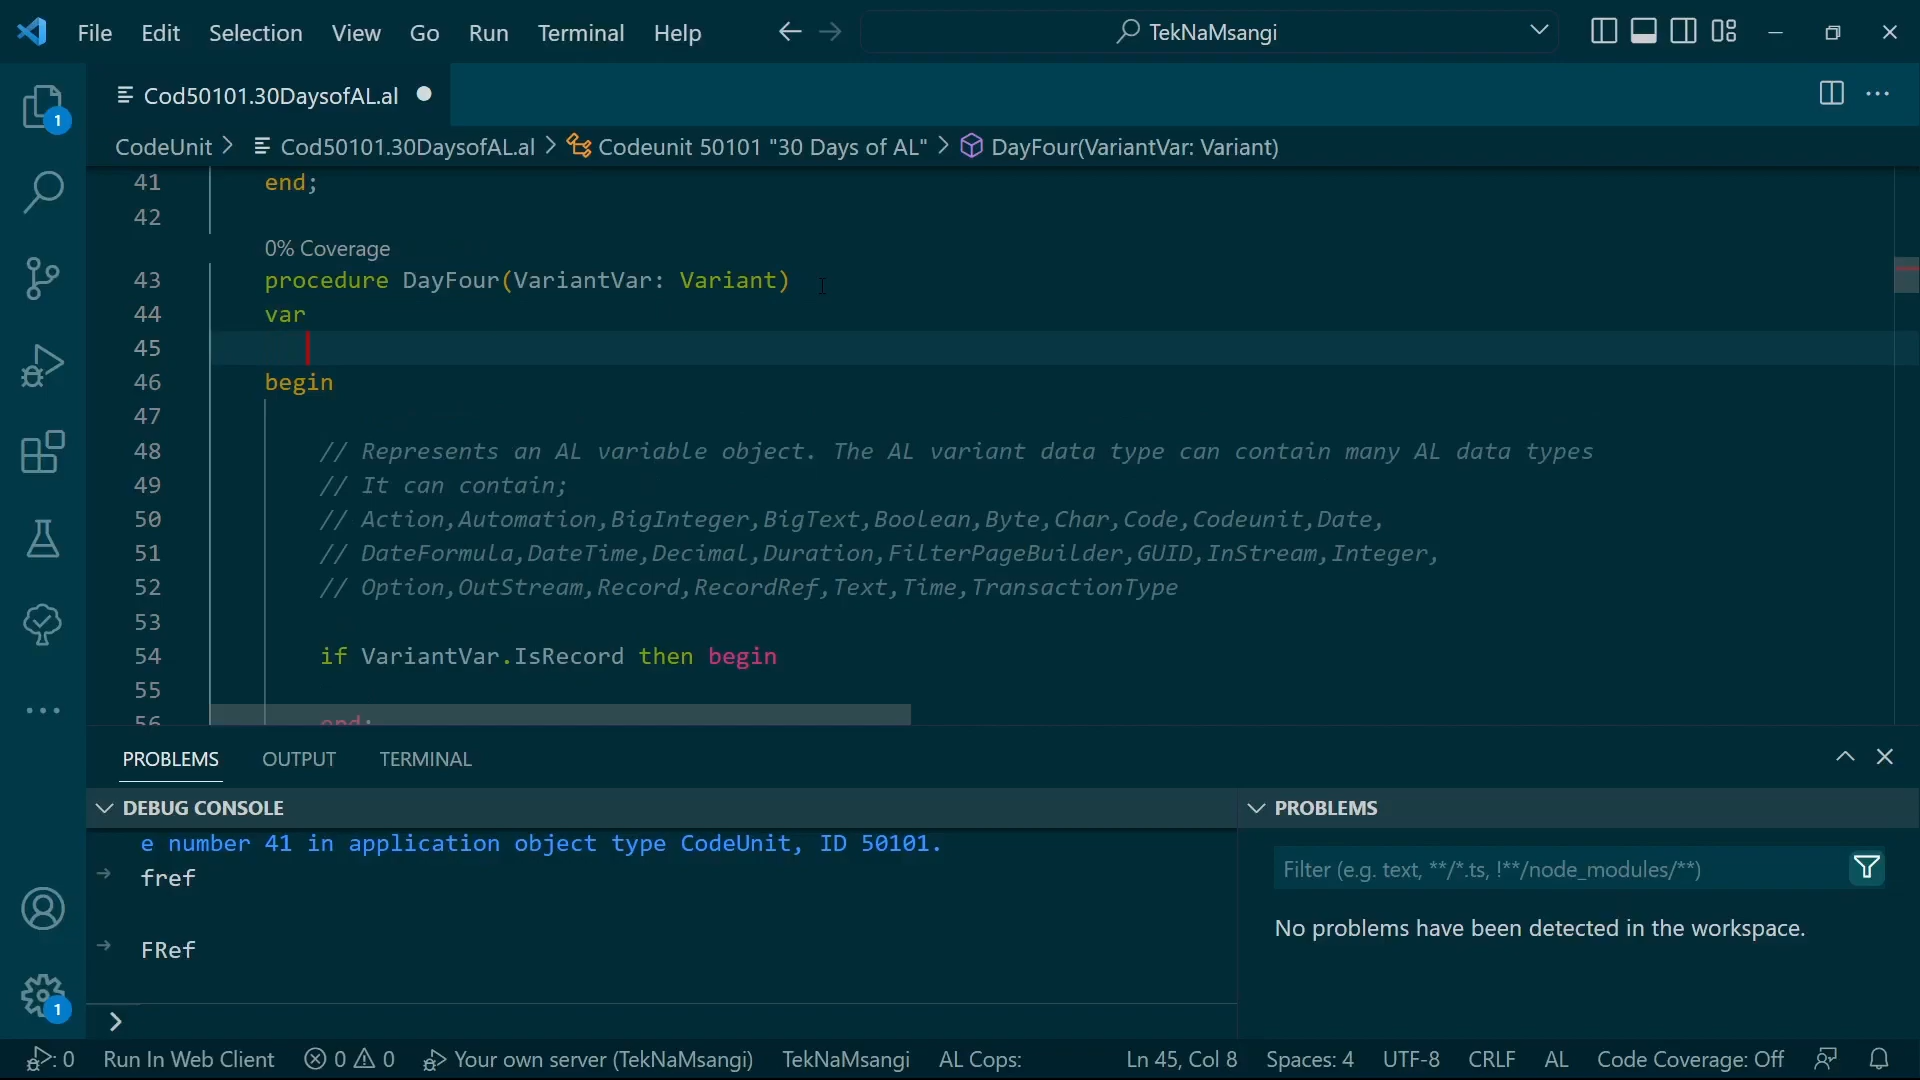 File Edit Selection View Go Run Terminal Help TekNaMsangi
Cod50101.30DaysofAL.al
CodeUnit > Cod50101.30DaysofAL.al > Codeunit 50101 "30 Days of AL" > DayFour(VariantVar: Variant)
41 end;
42
0% Coverage
43 procedure DayFour(VariantVar: Variant)
44 var
45
46 begin
47
48 // Represents an AL variable object. The AL variant data type can contain many AL data types
49 // It can contain;
50 // Action,Automation,BigInteger,BigText,Boolean,Byte,Char,Code,Codeunit,Date,
51 // DateFormula,DateTime,Decimal,Duration,FilterPageBuilder,GUID,InStream,Integer,
52 // Option,OutStream,Record,RecordRef,Text,Time,TransactionType
53
54 if VariantVar.IsRecord then begin
55
56 end;
PROBLEMS OUTPUT TERMINAL
DEBUG CONSOLE
e number 41 in application object type CodeUnit, ID 50101.
fref
FRef
>
PROBLEMS
Filter (e.g. text, **/*.ts, !**/node_modules/**)
No problems have been detected in the workspace.
1
1
: 0 Run In Web Client 0 0 Your own server (TekNaMsangi) TekNaMsangi AL Cops: Ln 45, Col 8 Spaces: 4 UTF-8 CRLF AL Code Coverage: Off